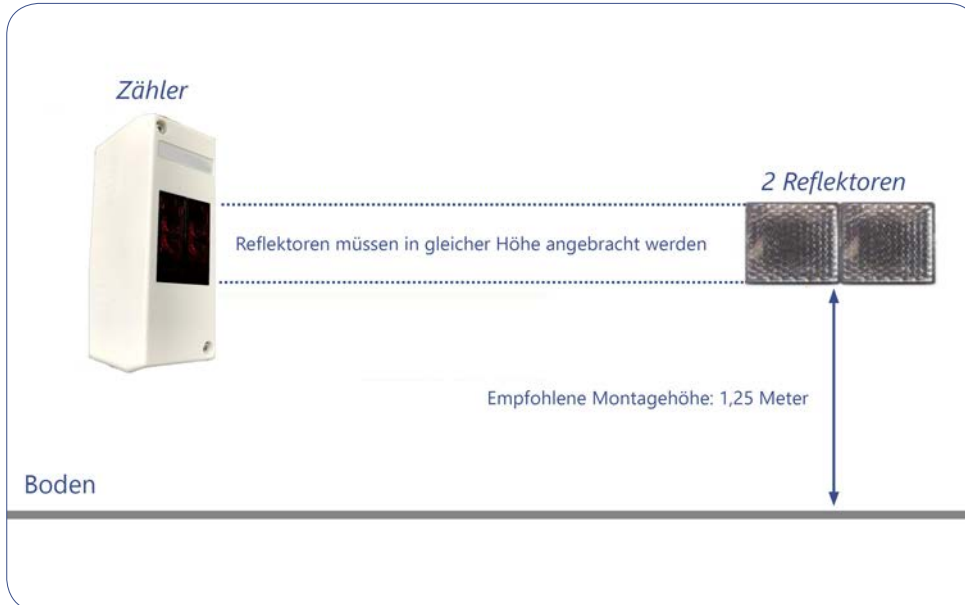 Zähler
2 Reflektoren
Reflektoren müssen in gleicher Höhe angebracht werden
Empfohlene Montagehöhe: 1,25 Meter
Boden